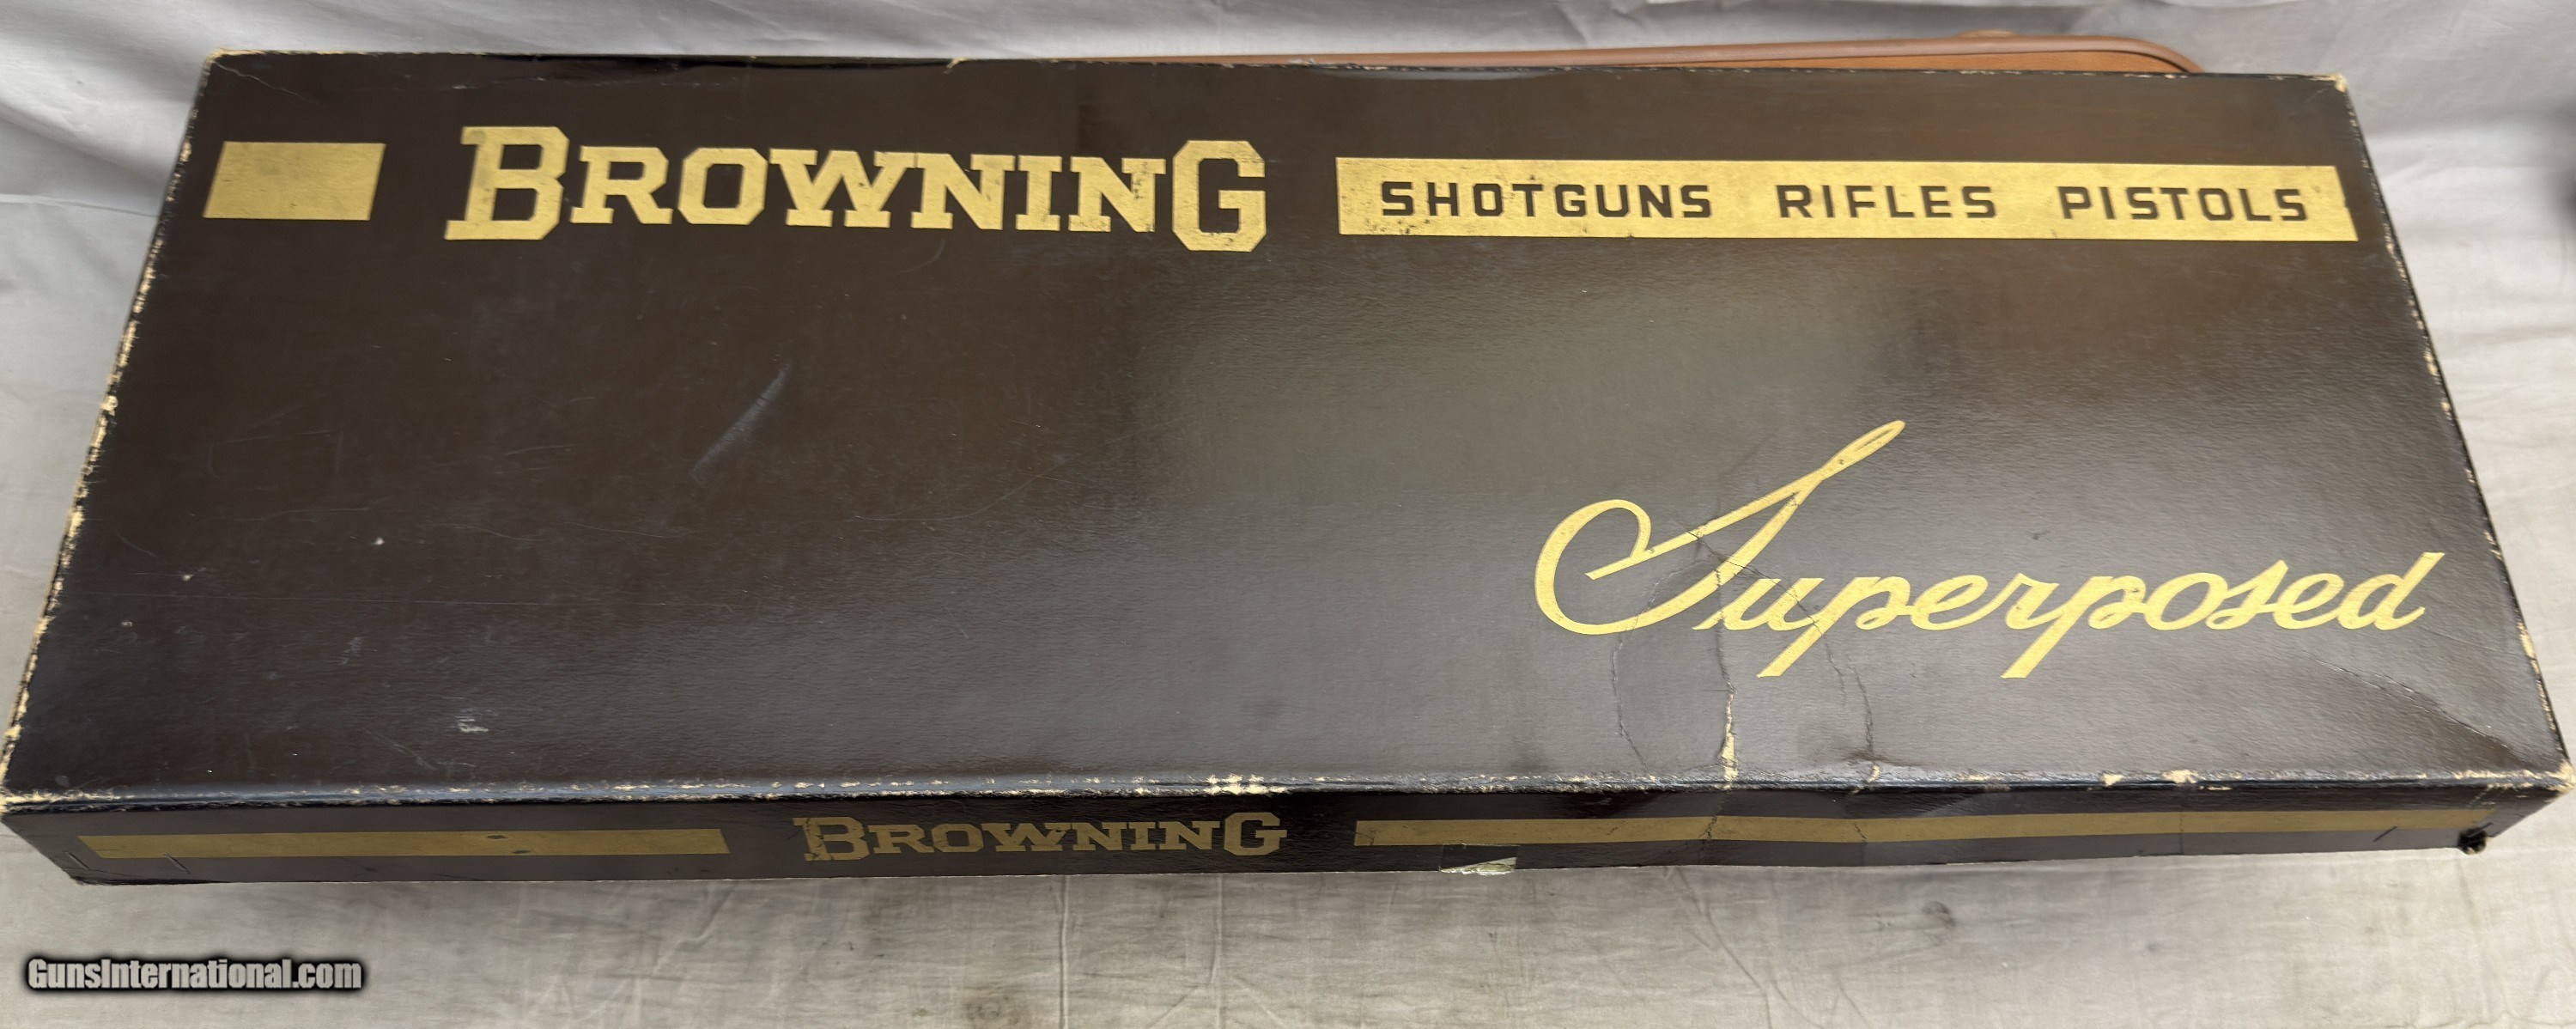 BROWNING SHOTGUNS RIFLES PISTOLS
Superposed
BROWNING
GunsInternational.com